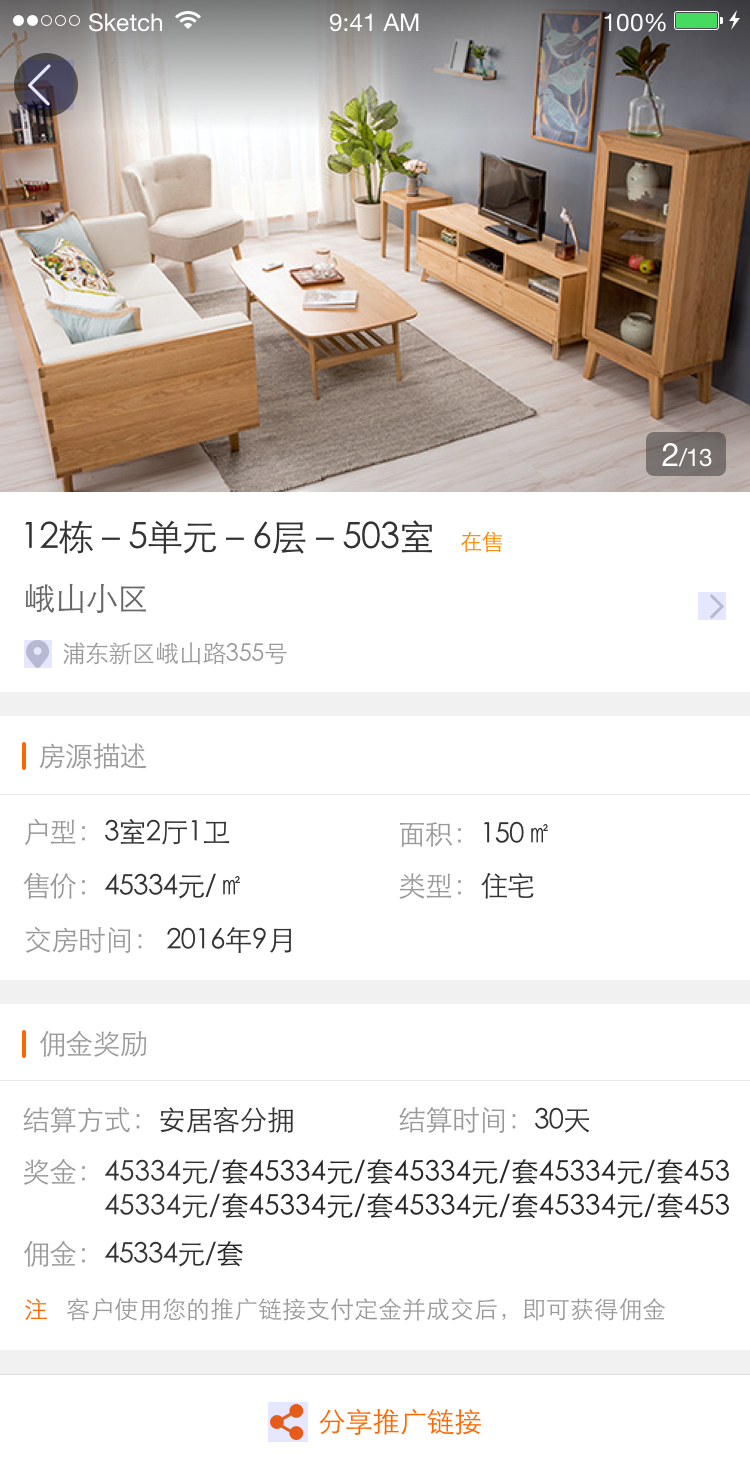 Sketch 9:41 AM 100%
2/13
12栋 – 5单元 – 6层 – 503室 在售
峨山小区
浦东新区峨山路355号
房源描述
户型： 3室2厅1卫 面积： 150㎡
售价： 45334元/㎡ 类型： 住宅
交房时间： 2016年9月
佣金奖励
结算方式： 安居客分拥 结算时间： 30天
奖金： 45334元/套45334元/套45334元/套45334元/套453
45334元/套45334元/套45334元/套45334元/套453
佣金： 45334元/套
注 客户使用您的推广链接支付定金并成交后，即可获得佣金
分享推广链接